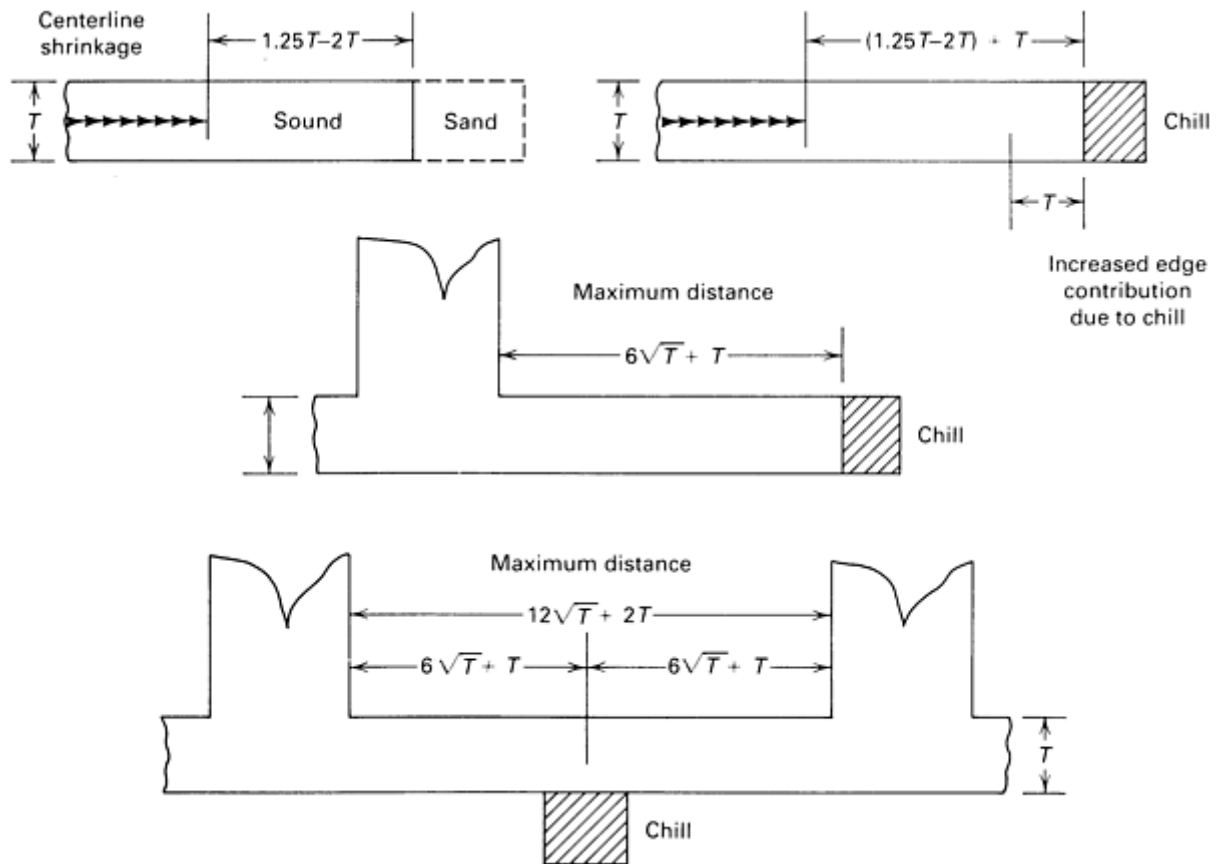 Centerline
shrinkage
1.25T–2T
(1.25T–2T) + T
T
Sound
Sand
T
Chill
T
Increased edge
contribution
due to chill
Maximum distance
6√T + T
Chill
Maximum distance
12√T + 2T
6√T + T
6√T + T
T
Chill